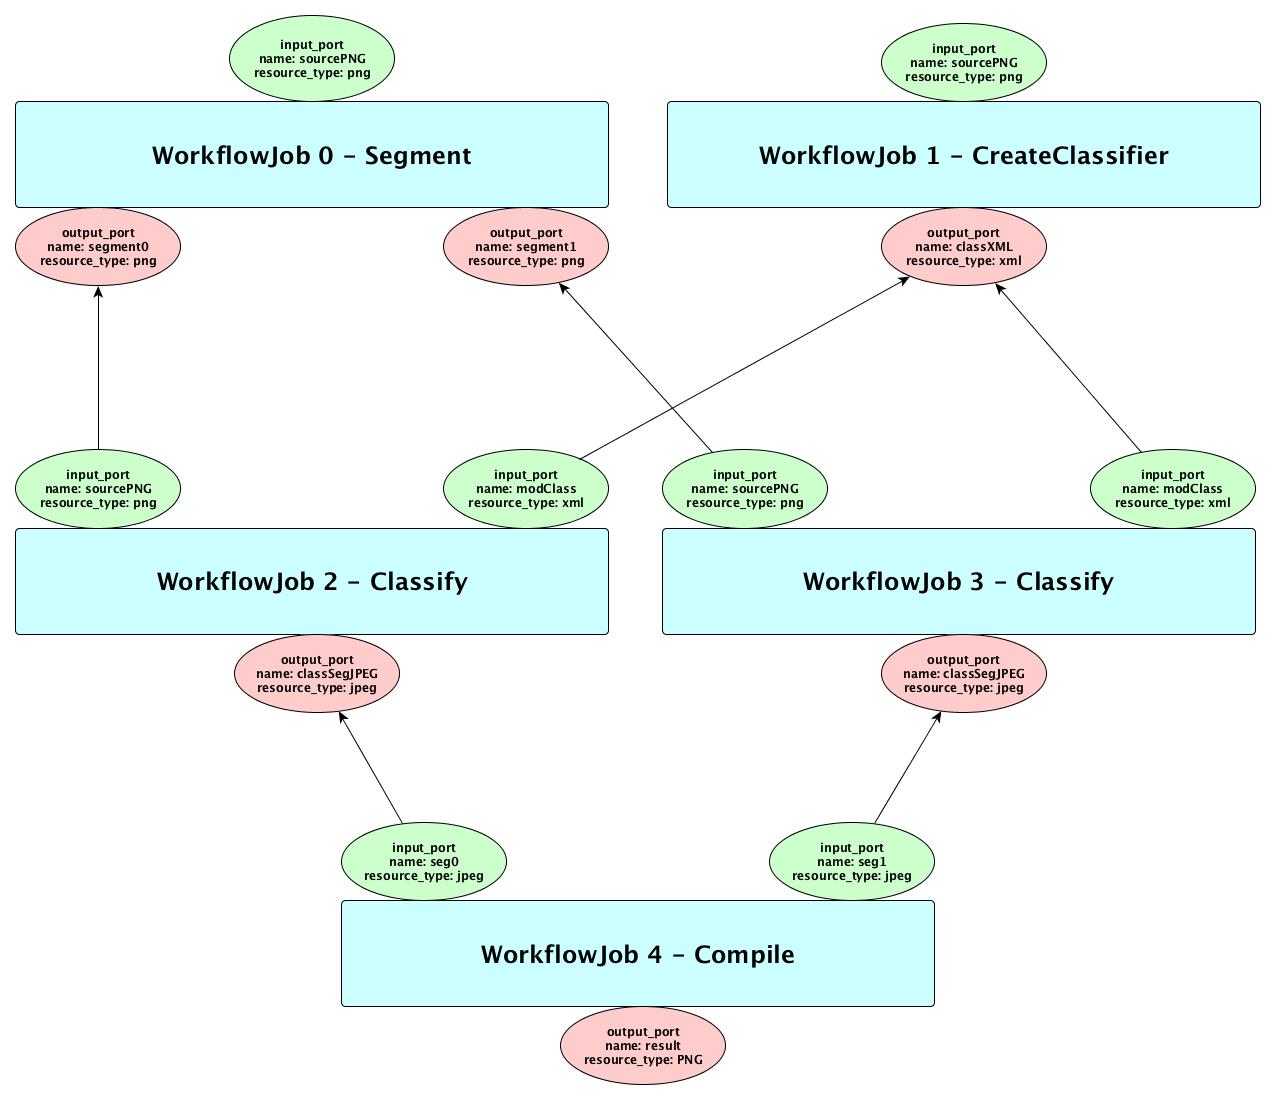 input_port
name: sourcePNG
resource_type: png
input_port
name: sourcePNG
resource_type: png
WorkflowJob 0 – Segment
WorkflowJob 1 – CreateClassifier
output_port
name: segment0
resource_type: png
output_port
name: segment1
resource_type: png
output_port
name: classXML
resource_type: xml
input_port
name: sourcePNG
resource_type: png
input_port
name: modClass
resource_type: xml
input_port
name: sourcePNG
resource_type: png
input_port
name: modClass
resource_type: xml
WorkflowJob 2 – Classify
WorkflowJob 3 – Classify
output_port
name: classSegJPEG
resource_type: jpeg
output_port
name: classSegJPEG
resource_type: jpeg
input_port
name: seg0
resource_type: jpeg
input_port
name: seg1
resource_type: jpeg
WorkflowJob 4 – Compile
output_port
name: result
resource_type: PNG